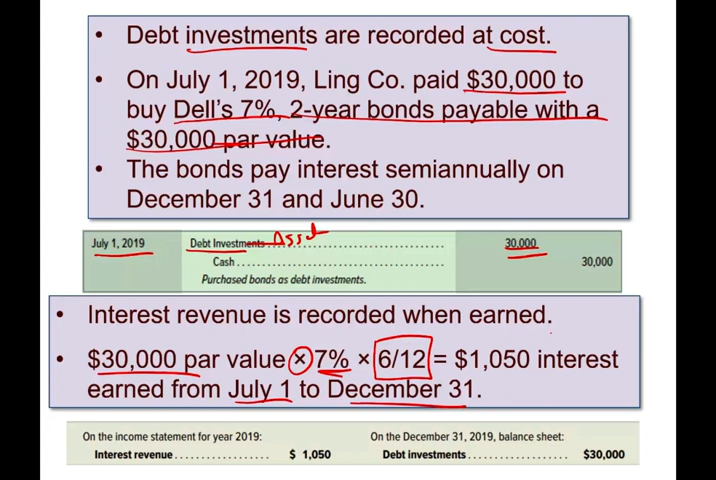 • Debt investments are recorded at cost.
• On July 1, 2019, Ling Co. paid $30,000 to
buy Dell's 7%, 2-year bonds payable with a
$30,000 par value.
• The bonds pay interest semiannually on
December 31 and June 30.
July 1, 2019 Debt Investments Asset 30,000
Cash 30,000
Purchased bonds as debt investments.
• Interest revenue is recorded when earned.
• $30,000 par value × 7% × 6/12 = $1,050 interest
earned from July 1 to December 31.
On the income statement for year 2019: On the December 31, 2019, balance sheet:
Interest revenue $ 1,050 Debt investments $30,000